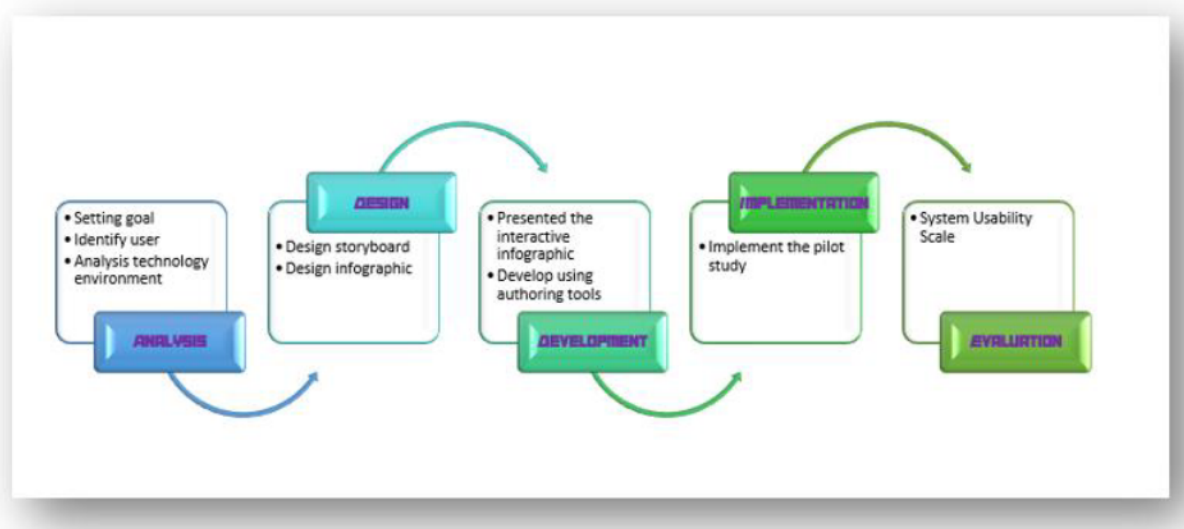 • Setting goal
• Identify user
• Analysis technology
environment
ANALYSIS
DESIGN
• Design storyboard
• Design infographic
• Presented the
interactive
infographic
• Develop using
authoring tools
DEVELOPMENT
IMPLEMENTATION
• Implement the pilot
study
• System Usability
Scale
EVALUATION